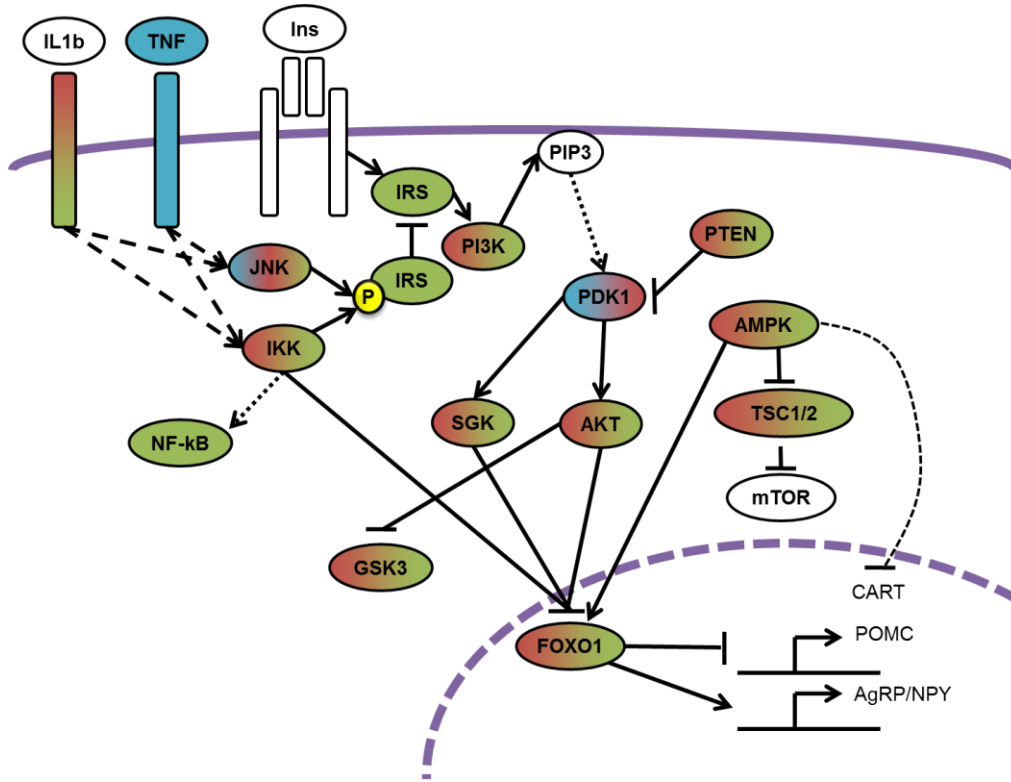 IL1b
TNF
Ins
PIP3
IRS
PI3K
PTEN
JNK
IRS
P
PDK1
AMPK
IKK
SGK
AKT
TSC1/2
NF-kB
mTOR
GSK3
CART
FOXO1
POMC
AgRP/NPY